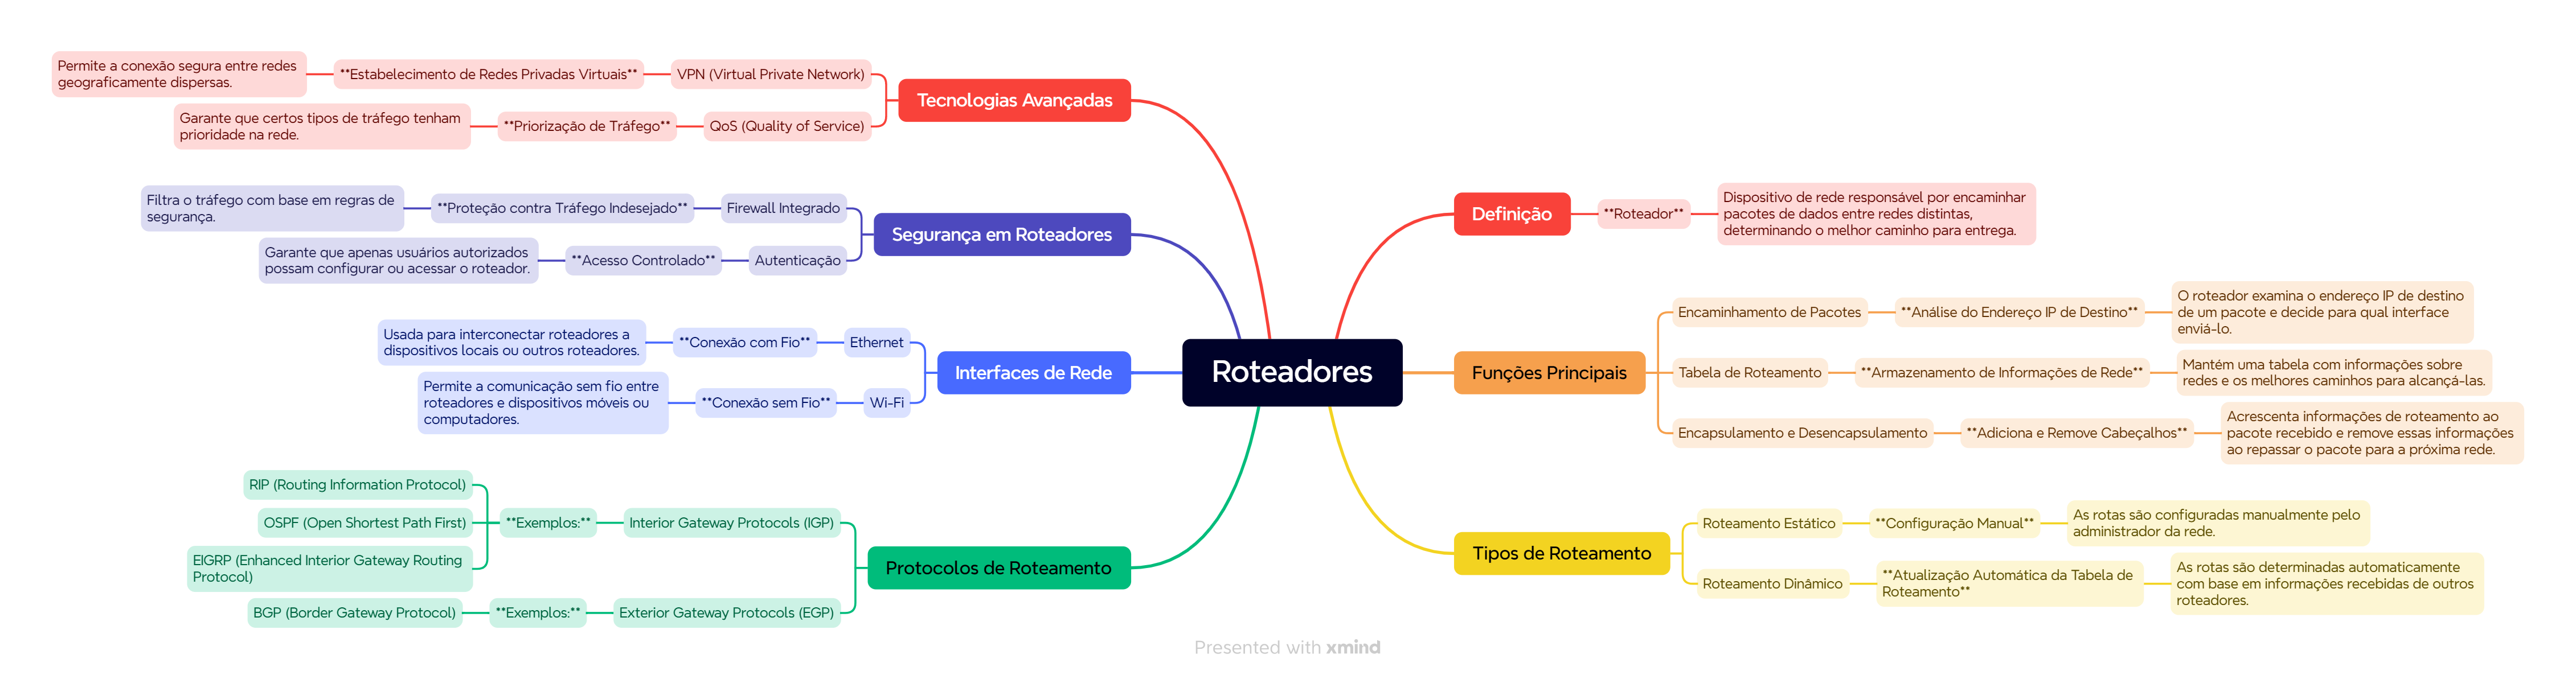 Roteadores
Definição
**Roteador**
Dispositivo de rede responsável por encaminhar
pacotes de dados entre redes distintas,
determinando o melhor caminho para entrega.
Funções Principais
Encaminhamento de Pacotes
**Análise do Endereço IP de Destino**
O roteador examina o endereço IP de destino
de um pacote e decide para qual interface
enviá-lo.
Tabela de Roteamento
**Armazenamento de Informações de Rede**
Mantém uma tabela com informações sobre
redes e os melhores caminhos para alcançá-las.
Encapsulamento e Desencapsulamento
**Adiciona e Remove Cabeçalhos**
Acrescenta informações de roteamento ao
pacote recebido e remove essas informações
ao repassar o pacote para a próxima rede.
Tipos de Roteamento
Roteamento Estático
**Configuração Manual**
As rotas são configuradas manualmente pelo
administrador da rede.
Roteamento Dinâmico
**Atualização Automática da Tabela de
Roteamento**
As rotas são determinadas automaticamente
com base em informações recebidas de outros
roteadores.
Tecnologias Avançadas
VPN (Virtual Private Network)
**Estabelecimento de Redes Privadas Virtuais**
Permite a conexão segura entre redes
geograficamente dispersas.
QoS (Quality of Service)
**Priorização de Tráfego**
Garante que certos tipos de tráfego tenham
prioridade na rede.
Segurança em Roteadores
Firewall Integrado
**Proteção contra Tráfego Indesejado**
Filtra o tráfego com base em regras de
segurança.
Autenticação
**Acesso Controlado**
Garante que apenas usuários autorizados
possam configurar ou acessar o roteador.
Interfaces de Rede
Ethernet
**Conexão com Fio**
Usada para interconectar roteadores a
dispositivos locais ou outros roteadores.
Wi-Fi
**Conexão sem Fio**
Permite a comunicação sem fio entre
roteadores e dispositivos móveis ou
computadores.
Protocolos de Roteamento
Interior Gateway Protocols (IGP)
**Exemplos:**
RIP (Routing Information Protocol)
OSPF (Open Shortest Path First)
EIGRP (Enhanced Interior Gateway Routing
Protocol)
Exterior Gateway Protocols (EGP)
**Exemplos:**
BGP (Border Gateway Protocol)
Presented with xmind